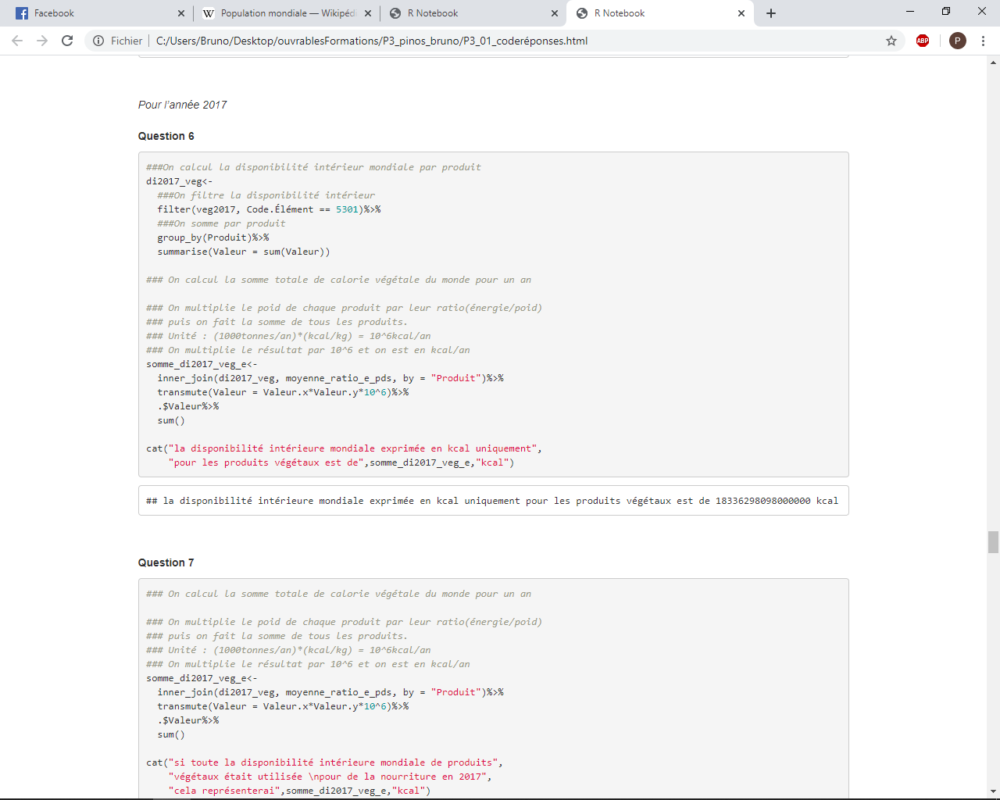 Facebook
Population mondiale — Wikipédi
R Notebook
R Notebook
Fichier
C:/Users/Bruno/Desktop/ouvrablesFormations/P3_pinos_bruno/P3_01_coderéponses.html
ABP
P
Pour l'année 2017
Question 6
###On calcul la disponibilité intérieur mondiale par produit
di2017_veg<-
###On filtre la disponibilité intérieur
filter(veg2017, Code.Élément == 5301)%>%
###On somme par produit
group_by(Produit)%>%
summarise(Valeur = sum(Valeur))
### On calcul la somme totale de calorie végétale du monde pour un an
### On multiplie le poid de chaque produit par leur ratio(énergie/poid)
### puis on fait la somme de tous les produits.
### Unité : (1000tonnes/an)*(kcal/kg) = 10^6kcal/an
### On multiplie le résultat par 10^6 et on est en kcal/an
somme_di2017_veg_e<-
inner_join(di2017_veg, moyenne_ratio_e_pds, by = "Produit")%>%
transmute(Valeur = Valeur.x*Valeur.y*10^6)%>%
.$Valeur%>%
sum()
cat("la disponibilité intérieure mondiale exprimée en kcal uniquement",
"pour les produits végétaux est de",somme_di2017_veg_e,"kcal")
## la disponibilité intérieure mondiale exprimée en kcal uniquement pour les produits végétaux est de 18336298098000000 kcal
Question 7
### On calcul la somme totale de calorie végétale du monde pour un an
### On multiplie le poid de chaque produit par leur ratio(énergie/poid)
### puis on fait la somme de tous les produits.
### Unité : (1000tonnes/an)*(kcal/kg) = 10^6kcal/an
### On multiplie le résultat par 10^6 et on est en kcal/an
somme_di2017_veg_e<-
inner_join(di2017_veg, moyenne_ratio_e_pds, by = "Produit")%>%
transmute(Valeur = Valeur.x*Valeur.y*10^6)%>%
.$Valeur%>%
sum()
cat("si toute la disponibilité intérieure mondiale de produits",
"végétaux était utilisée \npour de la nourriture en 2017",
"cela représenterai",somme_di2017_veg_e,"kcal")